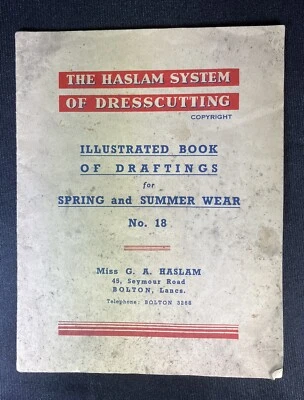 THE HASLAM SYSTEM
OF DRESSCUTTING
COPYRIGHT
ILLUSTRATED BOOK
OF DRAFTINGS
for
SPRING and SUMMER WEAR
No. 18
Miss G. A. HASLAM
45, Seymour Road
BOLTON, Lancs.
Telephone: BOLTON